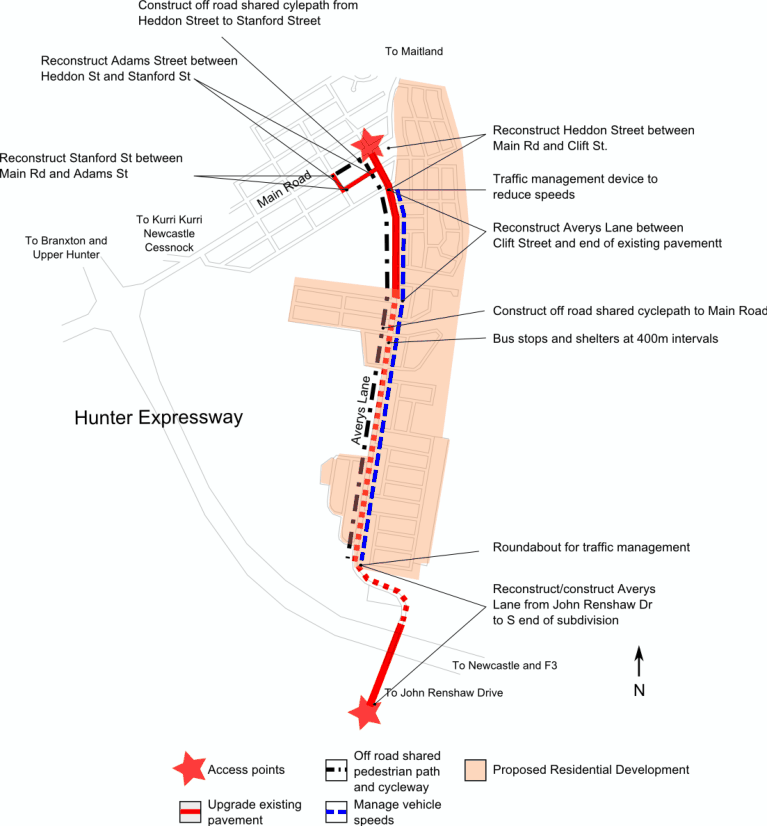 Construct off road shared cylepath from
Heddon Street to Stanford Street
To Maitland
Reconstruct Adams Street between
Heddon St and Stanford St
Reconstruct Heddon Street between
Main Rd and Clift St.
Reconstruct Stanford St between
Main Rd and Adams St
Main Road
Traffic management device to
reduce speeds
To Kurri Kurri
Newcastle
Cessnock
To Branxton and
Upper Hunter
Reconstruct Averys Lane between
Clift Street and end of existing pavementt
Construct off road shared cyclepath to Main Road
Bus stops and shelters at 400m intervals
Averys Lane
Hunter Expressway
Roundabout for traffic management
Reconstruct/construct Averys
Lane from John Renshaw Dr
to S end of subdivision
To Newcastle and F3
To John Renshaw Drive
N
Access points
Off road shared
pedestrian path
and cycleway
Proposed Residential Development
Upgrade existing
pavement
Manage vehicle
speeds